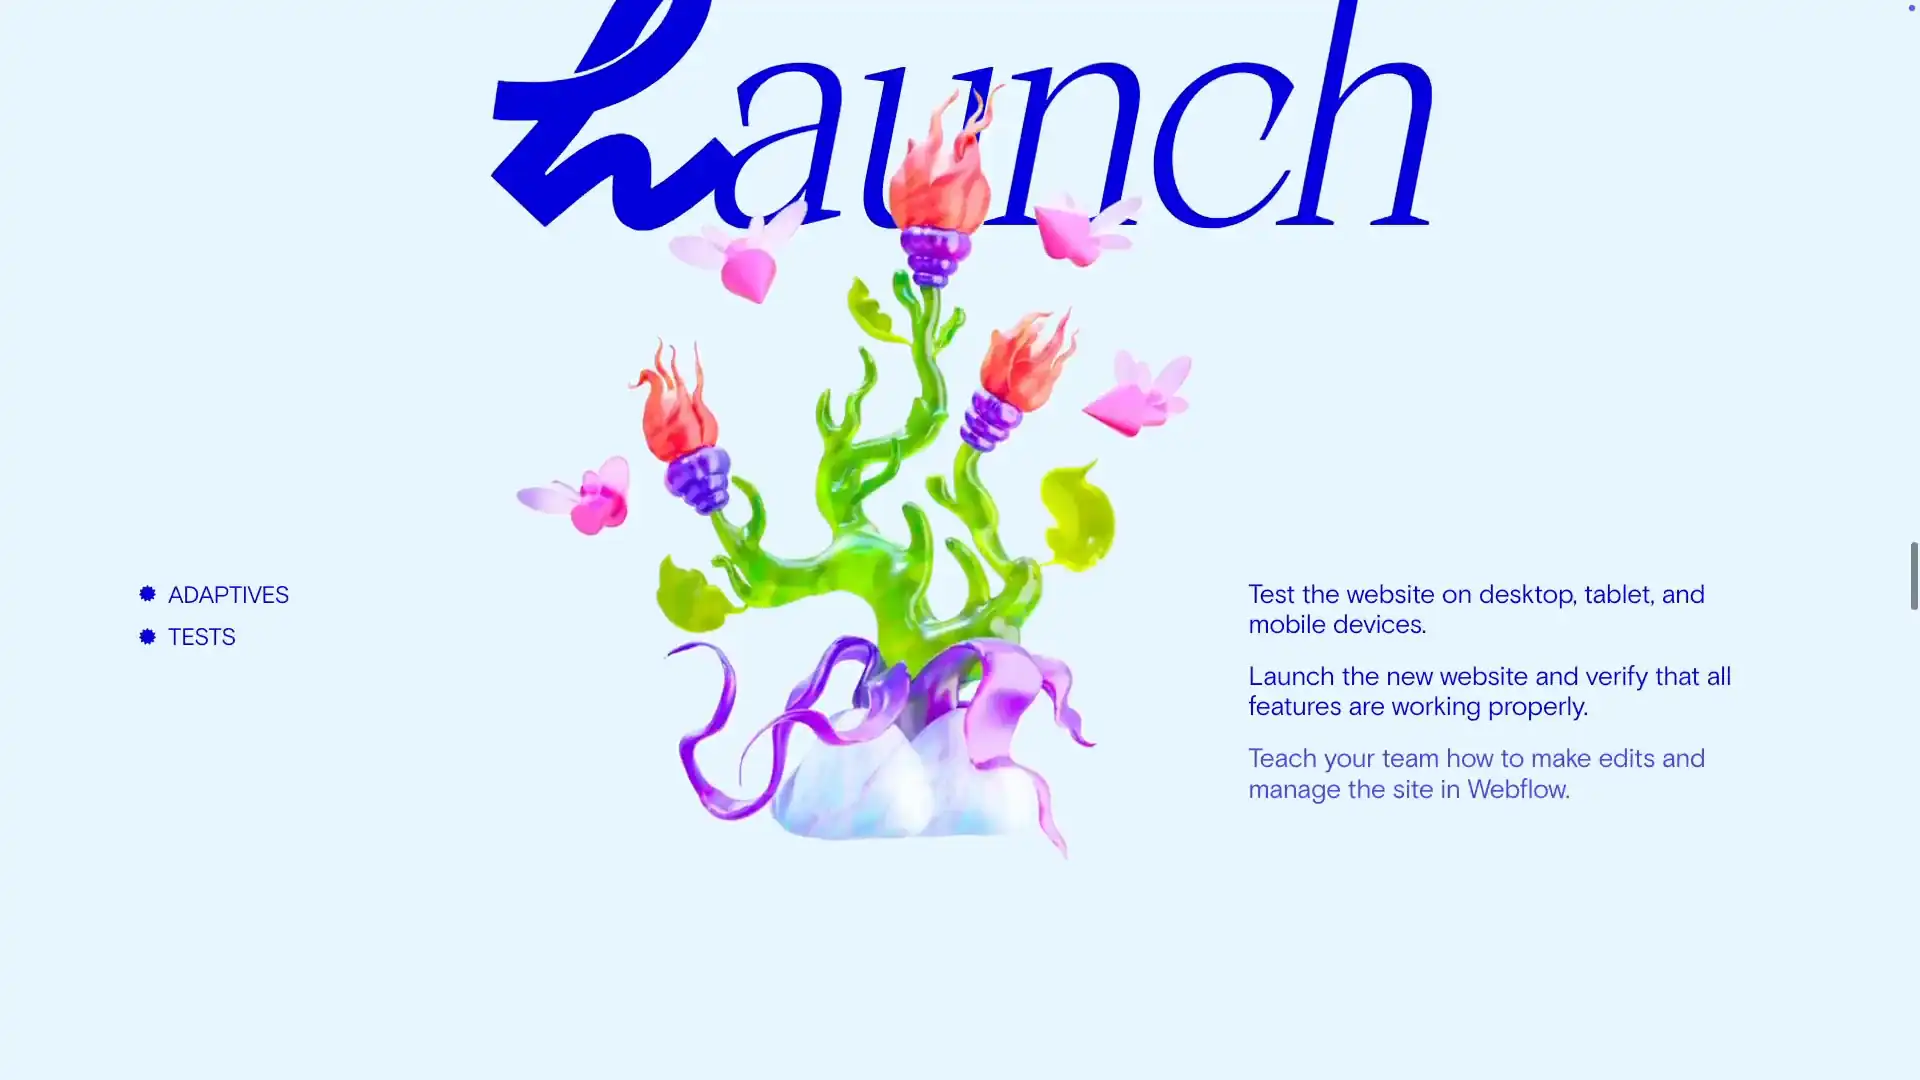 Launch
ADAPTIVES
TESTS
Test the website on desktop, tablet, and
mobile devices.
Launch the new website and verify that all
features are working properly.
Teach your team how to make edits and
manage the site in Webflow.